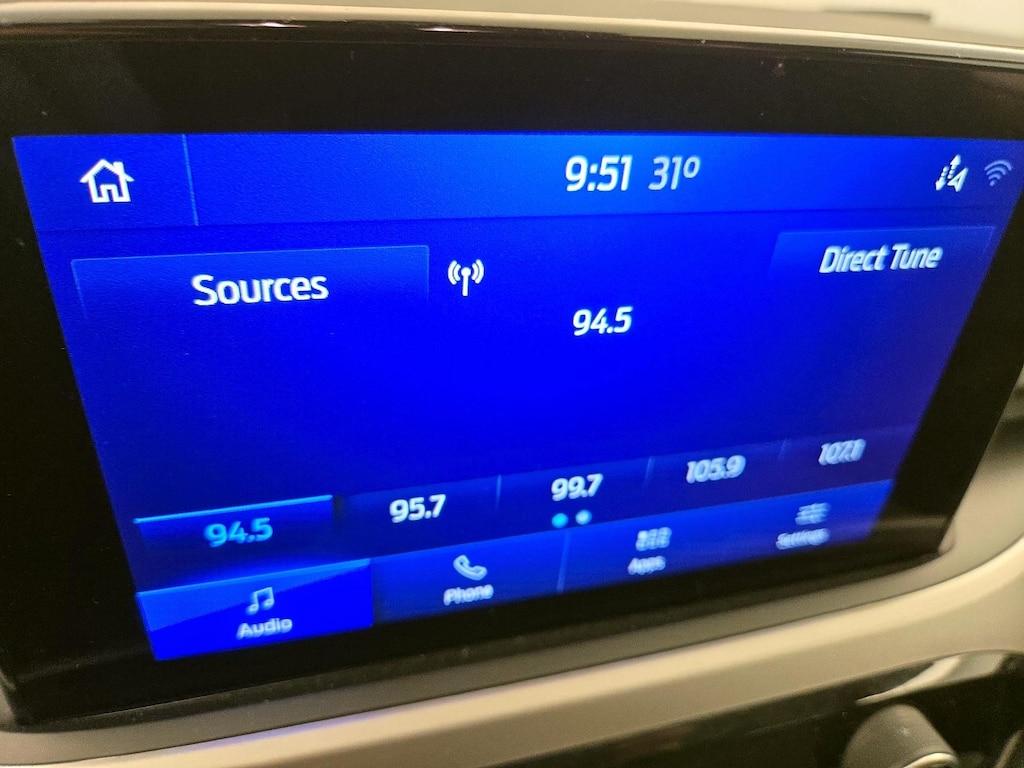 9:51 31°
Sources
Direct Tune
94.5
94.5 95.7 99.7 105.9 107.1
Audio Phone Apps Settings